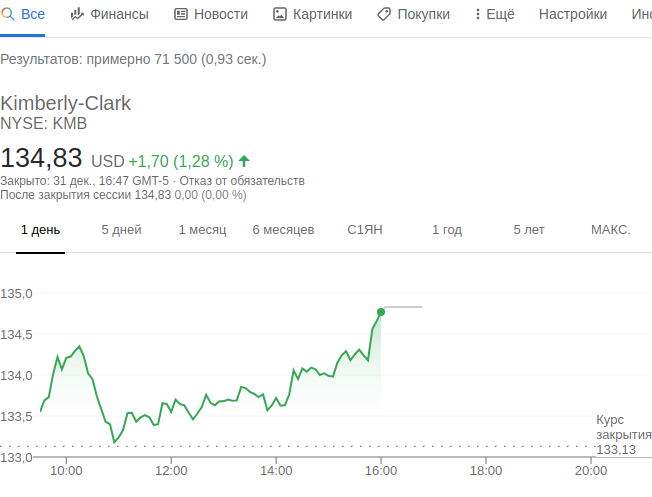 Все Финансы Новости Картинки Покупки Ещё Настройки Инс
Результатов: примерно 71 500 (0,93 сек.)
Kimberly-Clark
NYSE: KMB
134,83 USD +1,70 (1,28 %)
Закрыто: 31 дек., 16:47 GMT-5 · Отказ от обязательств
После закрытия сессии 134,83 0,00 (0,00 %)
1 день 5 дней 1 месяц 6 месяцев С1ЯН 1 год 5 лет МАКС.
135,0
134,5
134,0
133,5
133,0
Курс
закрытия
133,13
10:00 12:00 14:00 16:00 18:00 20:00